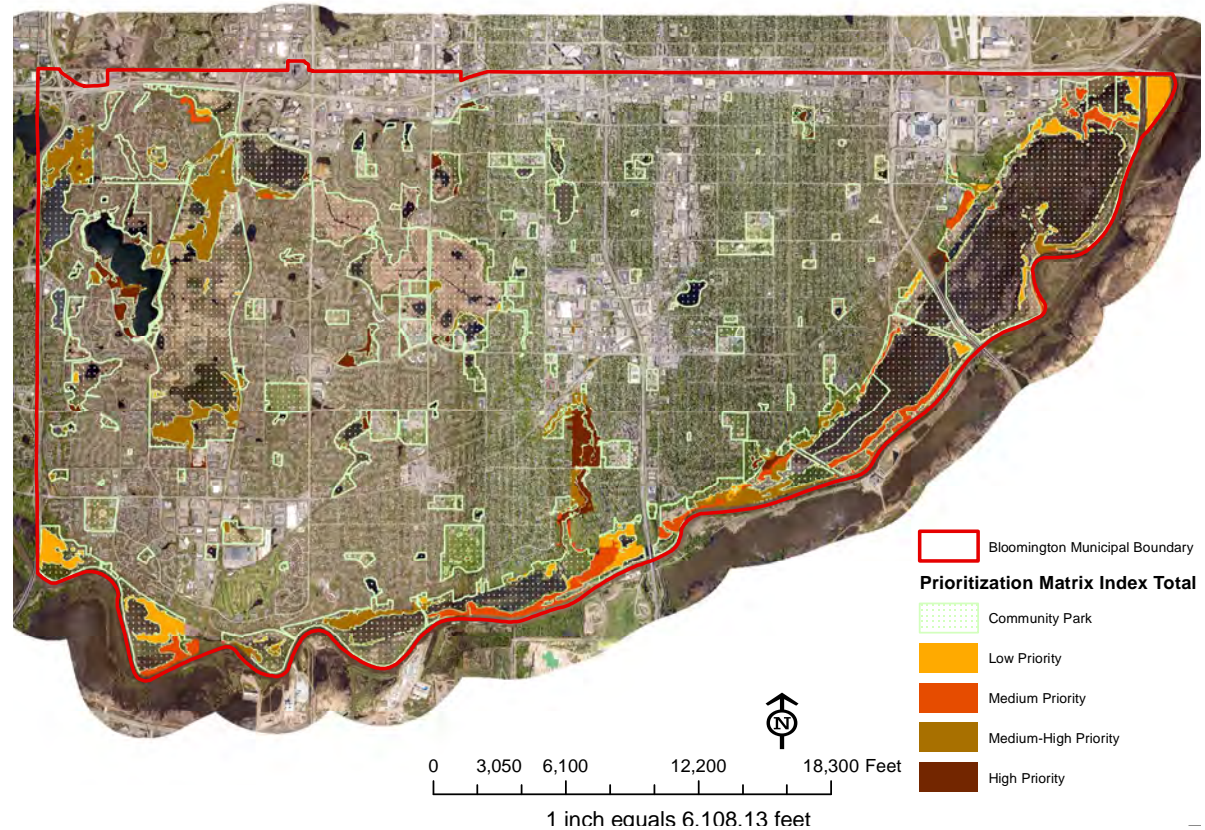 Bloomington Municipal Boundary
Prioritization Matrix Index Total
Community Park
Low Priority
Medium Priority
Medium-High Priority
High Priority
N
0 3,050 6,100 12,200 18,300 Feet
1 inch equals 6,108.13 feet